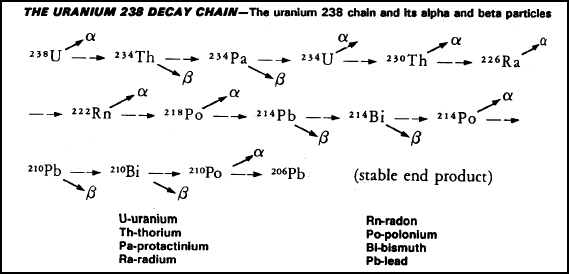 THE URANIUM 238 DECAY CHAIN—The uranium 238 chain and its alpha and beta particles
α α α α
²³⁸U → ²³⁴Th → ²³⁴Pa → ²³⁴U → ²³⁰Th → ²²⁶Ra
β β
α α α
→ ²²²Rn → ²¹⁸Po → ²¹⁴Pb → ²¹⁴Bi → ²¹⁴Po →
β β
α
²¹⁰Pb → ²¹⁰Bi → ²¹⁰Po → ²⁰⁶Pb (stable end product)
β β
U-uranium Rn-radon
Th-thorium Po-polonium
Pa-protactinium Bi-bismuth
Ra-radium Pb-lead